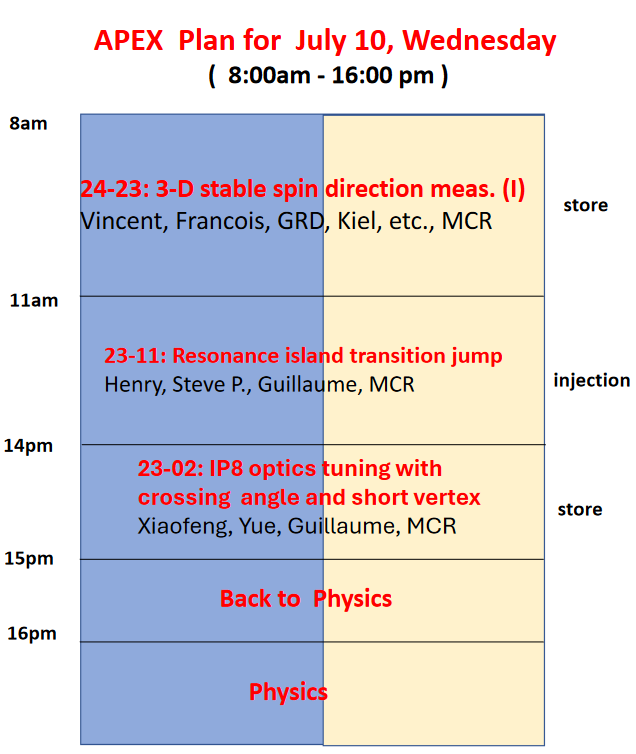 APEX Plan for July 10, Wednesday
( 8:00am - 16:00 pm )
8am
24-23: 3-D stable spin direction meas. (I)
Vincent, Francois, GRD, Kiel, etc., MCR
store
11am
23-11: Resonance island transition jump
Henry, Steve P., Guillaume, MCR
injection
14pm
23-02: IP8 optics tuning with
crossing angle and short vertex
Xiaofeng, Yue, Guillaume, MCR
store
15pm
Back to Physics
16pm
Physics